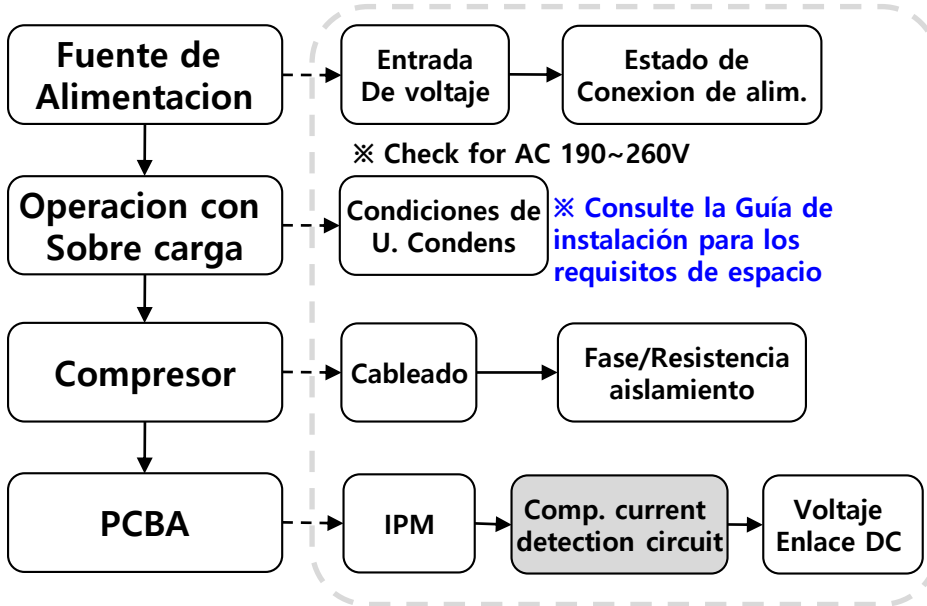 Fuente de
Alimentacion
Entrada
De voltaje
Estado de
Conexion de alim.
※ Check for AC 190~260V
Operacion con
Sobre carga
Condiciones de
U. Condens
※ Consulte la Guía de
instalación para los
requisitos de espacio
Compresor
Cableado
Fase/Resistencia
aislamiento
PCBA
IPM
Comp. current
detection circuit
Voltaje
Enlace DC